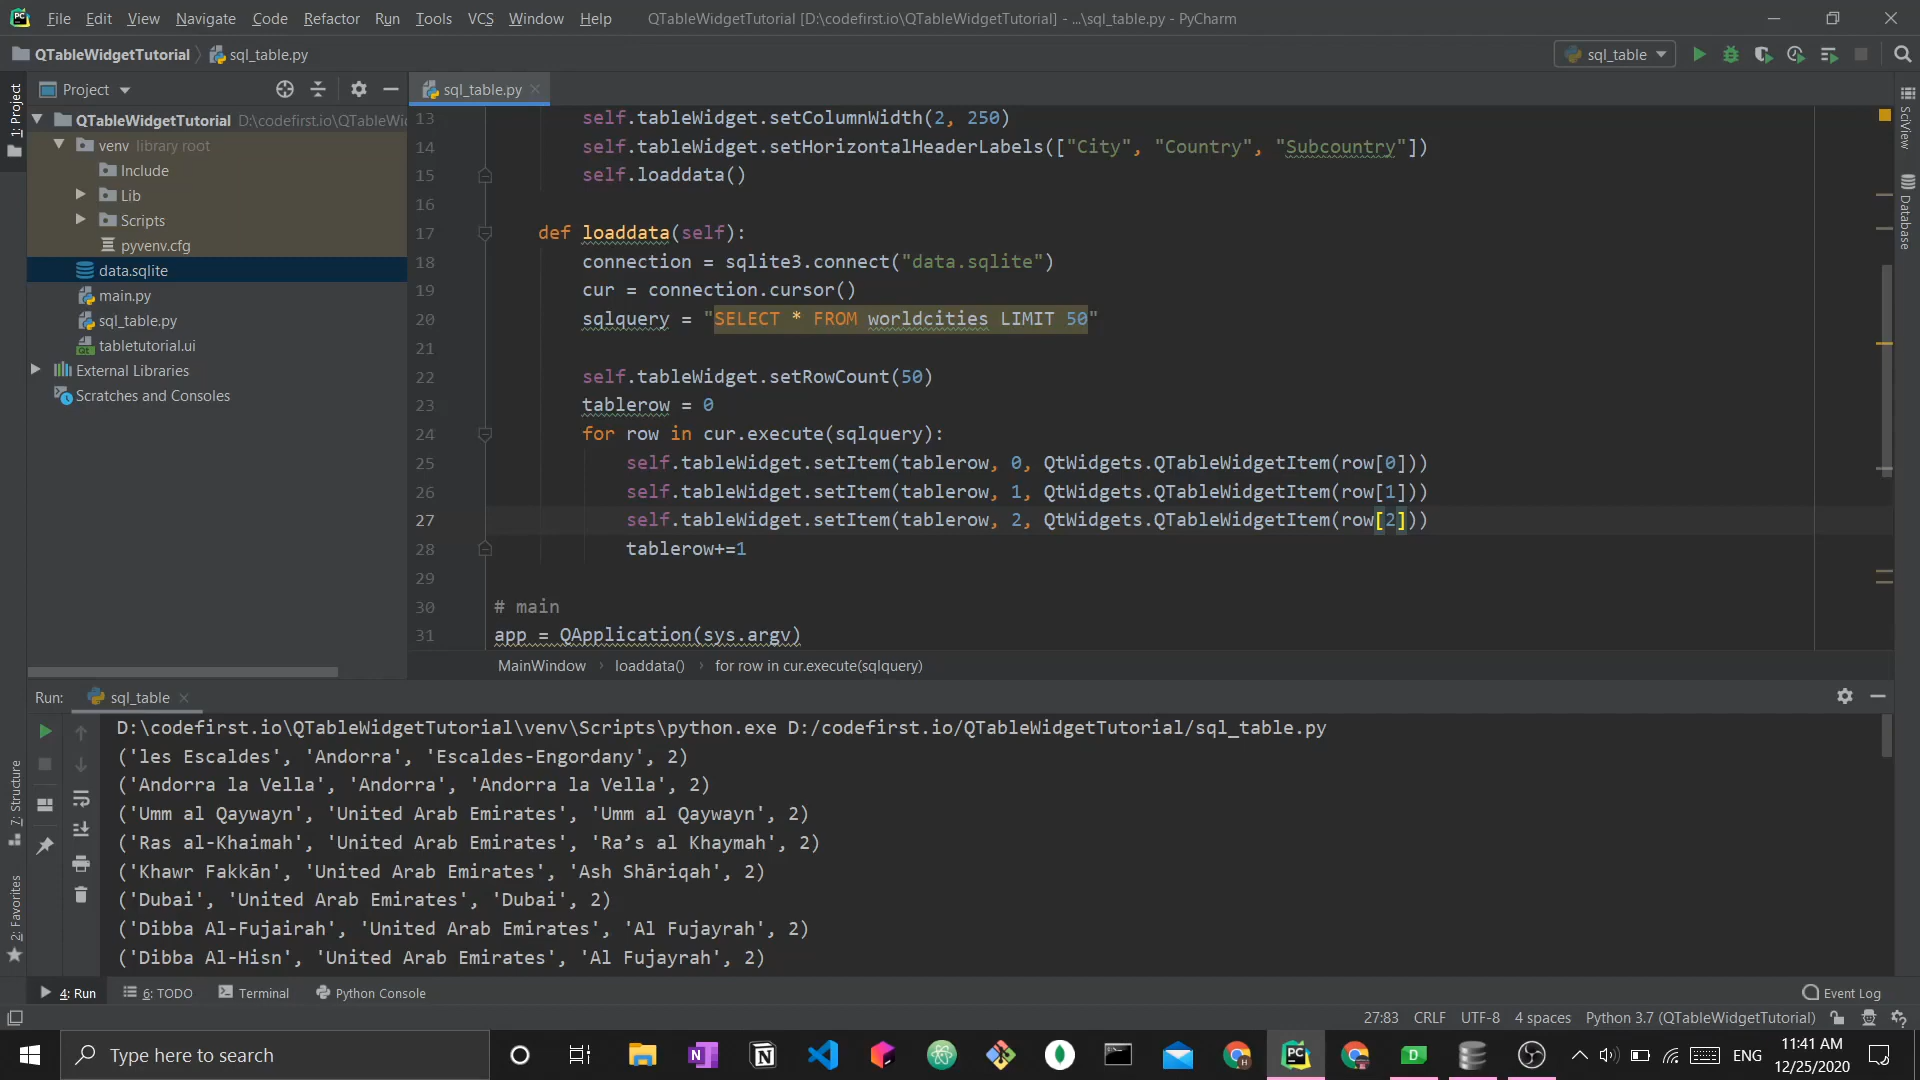 File Edit View Navigate Code Refactor Run Tools VCS Window Help QTableWidgetTutorial [D:\codefirst.io\QTableWidgetTutorial] - ...\sql_table.py - PyCharm
QTableWidgetTutorial sql_table.py sql_table
Project sql_table.py
1: Project
QTableWidgetTutorial D:\codefirst.io\QTableWi
venv library root
Include
Lib
Scripts
pyvenv.cfg
data.sqlite
main.py
sql_table.py
tabletutorial.ui
External Libraries
Scratches and Consoles
13 self.tableWidget.setColumnWidth(2, 250)
14 self.tableWidget.setHorizontalHeaderLabels(["City", "Country", "Subcountry"])
15 self.loaddata()
16
17 def loaddata(self):
18 connection = sqlite3.connect("data.sqlite")
19 cur = connection.cursor()
20 sqlquery = "SELECT * FROM worldcities LIMIT 50"
21
22 self.tableWidget.setRowCount(50)
23 tablerow = 0
24 for row in cur.execute(sqlquery):
25 self.tableWidget.setItem(tablerow, 0, QtWidgets.QTableWidgetItem(row[0]))
26 self.tableWidget.setItem(tablerow, 1, QtWidgets.QTableWidgetItem(row[1]))
27 self.tableWidget.setItem(tablerow, 2, QtWidgets.QTableWidgetItem(row[2]))
28 tablerow+=1
29
30 # main
31 app = QApplication(sys.argv)
MainWindow loaddata() for row in cur.execute(sqlquery)
SciView
Database
Run: sql_table
D:\codefirst.io\QTableWidgetTutorial\venv\Scripts\python.exe D:/codefirst.io/QTableWidgetTutorial/sql_table.py
('les Escaldes', 'Andorra', 'Escaldes-Engordany', 2)
('Andorra la Vella', 'Andorra', 'Andorra la Vella', 2)
('Umm al Qaywayn', 'United Arab Emirates', 'Umm al Qaywayn', 2)
('Ras al-Khaimah', 'United Arab Emirates', 'Raʼs al Khaymah', 2)
('Khawr Fakkān', 'United Arab Emirates', 'Ash Shāriqah', 2)
('Dubai', 'United Arab Emirates', 'Dubai', 2)
('Dibba Al-Fujairah', 'United Arab Emirates', 'Al Fujayrah', 2)
('Dibba Al-Hisn', 'United Arab Emirates', 'Al Fujayrah', 2)
7: Structure
2: Favorites
4: Run 6: TODO Terminal Python Console Event Log
27:83 CRLF UTF-8 4 spaces Python 3.7 (QTableWidgetTutorial)
Type here to search ENG 11:41 AM
12/25/2020